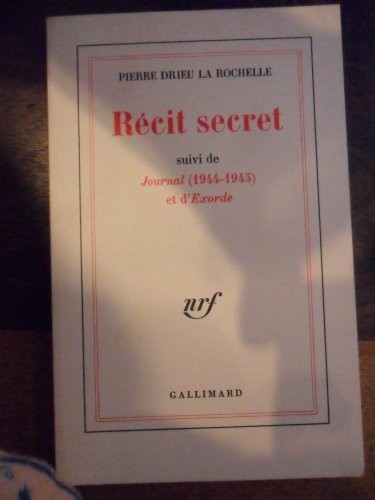 PIERRE DRIEU LA ROCHELLE
Récit secret
suivi de
Journal (1944-1945)
et d'Exorde
nrf
GALLIMARD